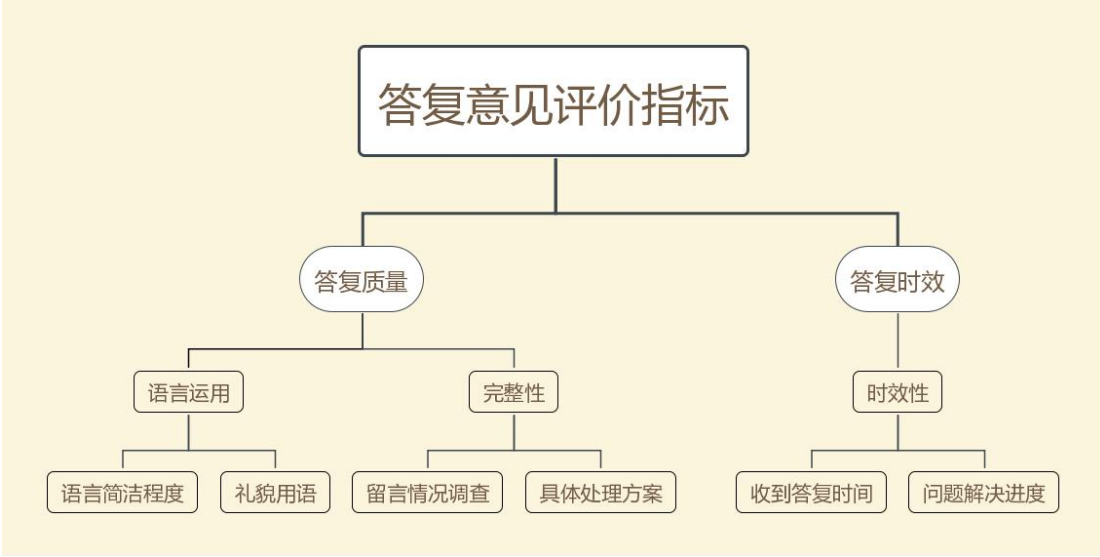 答复意见评价指标
答复质量
答复时效
语言运用
完整性
时效性
语言简洁程度
礼貌用语
留言情况调查
具体处理方案
收到答复时间
问题解决进度